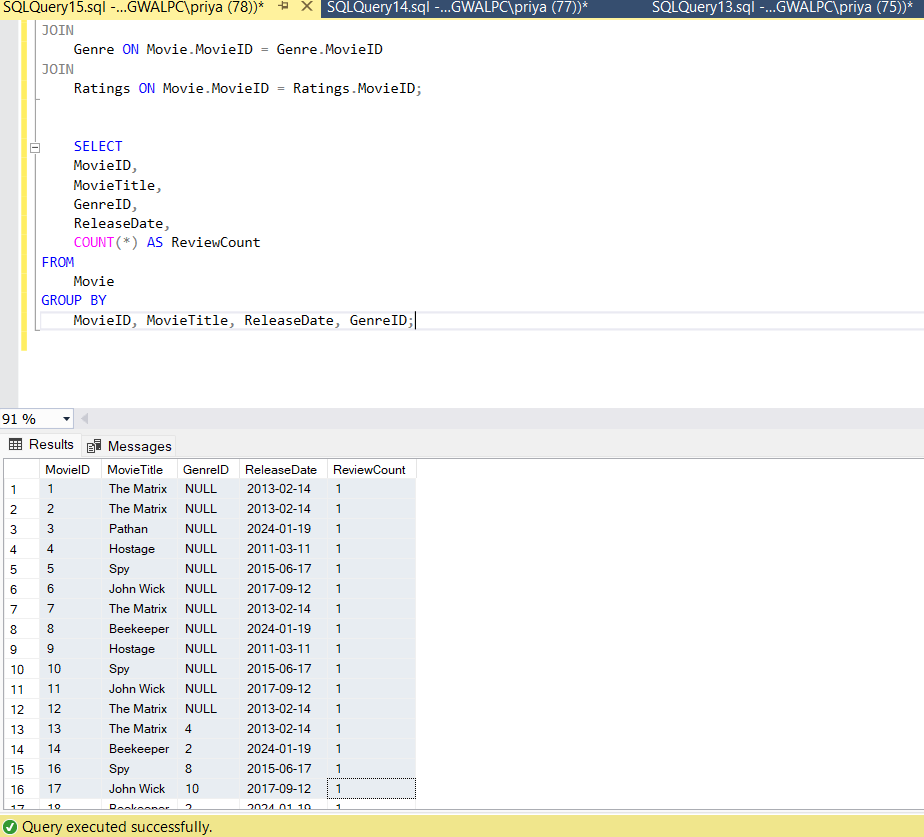 SQLQuery15.sql -...GWALPC\priya (78))* SQLQuery14.sql -...GWALPC\priya (77))* SQLQuery13.sql -...GWALPC\priya (75))*
JOIN
Genre ON Movie.MovieID = Genre.MovieID
JOIN
Ratings ON Movie.MovieID = Ratings.MovieID;
SELECT
MovieID,
MovieTitle,
GenreID,
ReleaseDate,
COUNT(*) AS ReviewCount
FROM
Movie
GROUP BY
MovieID, MovieTitle, ReleaseDate, GenreID;
91 %
Results Messages
MovieID MovieTitle GenreID ReleaseDate ReviewCount
1 1 The Matrix NULL 2013-02-14 1
2 2 The Matrix NULL 2013-02-14 1
3 3 Pathan NULL 2024-01-19 1
4 4 Hostage NULL 2011-03-11 1
5 5 Spy NULL 2015-06-17 1
6 6 John Wick NULL 2017-09-12 1
7 7 The Matrix NULL 2013-02-14 1
8 8 Beekeeper NULL 2024-01-19 1
9 9 Hostage NULL 2011-03-11 1
10 10 Spy NULL 2015-06-17 1
11 11 John Wick NULL 2017-09-12 1
12 12 The Matrix NULL 2013-02-14 1
13 13 The Matrix 4 2013-02-14 1
14 14 Beekeeper 2 2024-01-19 1
15 16 Spy 8 2015-06-17 1
16 17 John Wick 10 2017-09-12 1
17 18 Beekeeper 2 2024-01-19 1
Query executed successfully.